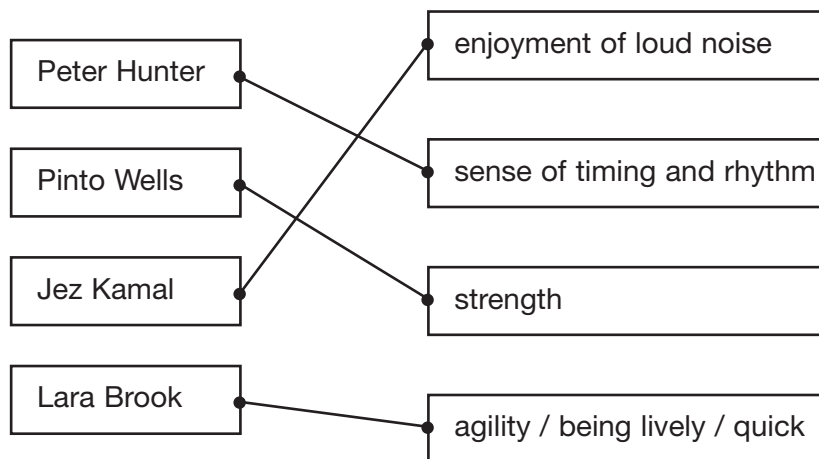 Peter Hunter
Pinto Wells
Jez Kamal
Lara Brook
enjoyment of loud noise
sense of timing and rhythm
strength
agility / being lively / quick